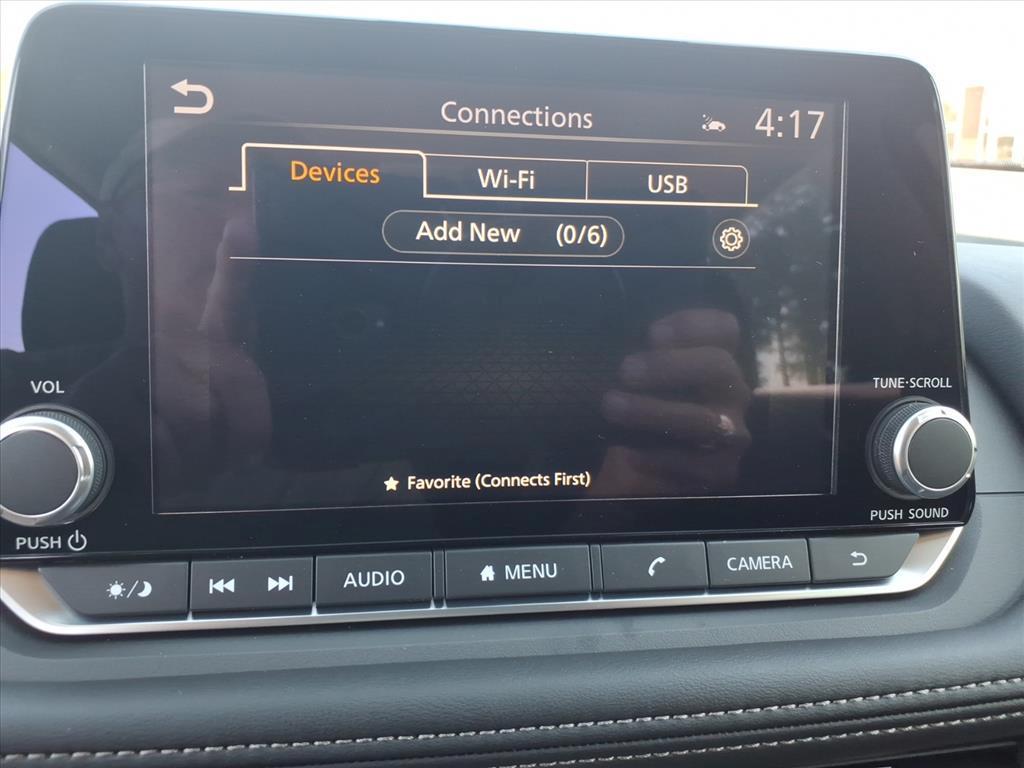 Connections
4:17
Devices
Wi-Fi
USB
Add New (0/6)
Favorite (Connects First)
VOL
PUSH
TUNE·SCROLL
PUSH SOUND
AUDIO
MENU
CAMERA